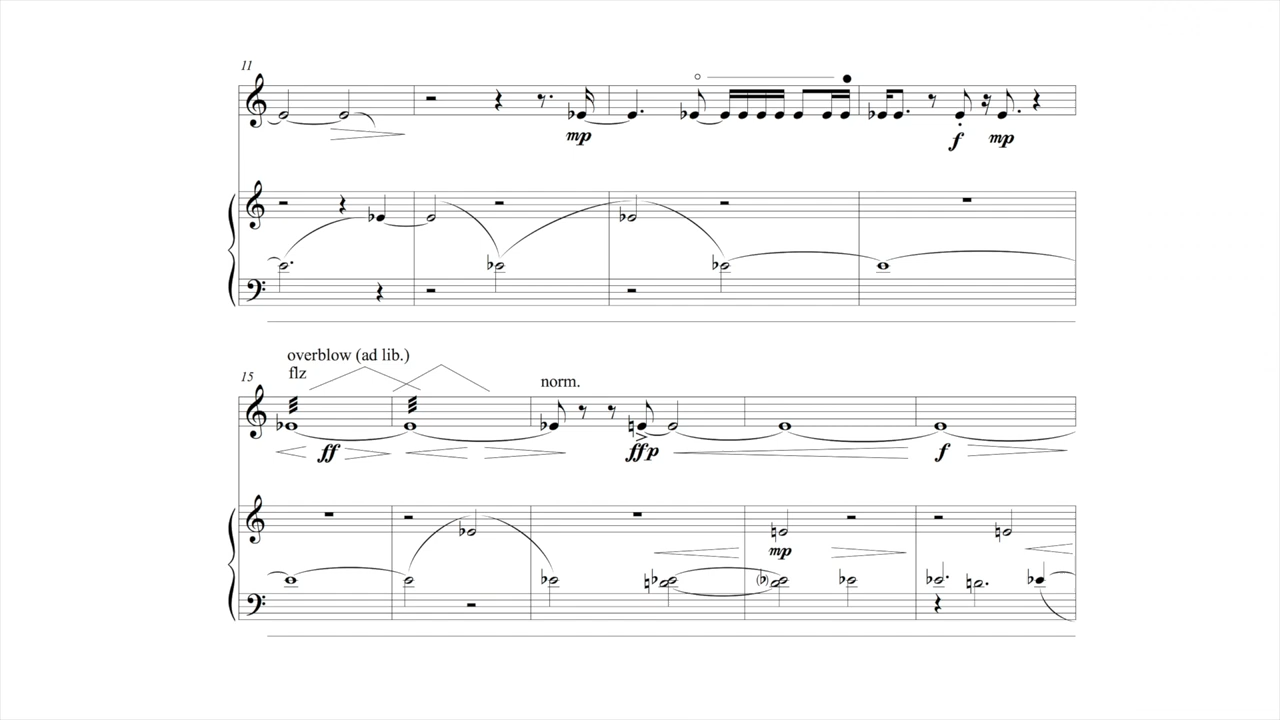 11
mp
f mp
15
overblow (ad lib.)
flz
norm.
ff
ffp
f
mp